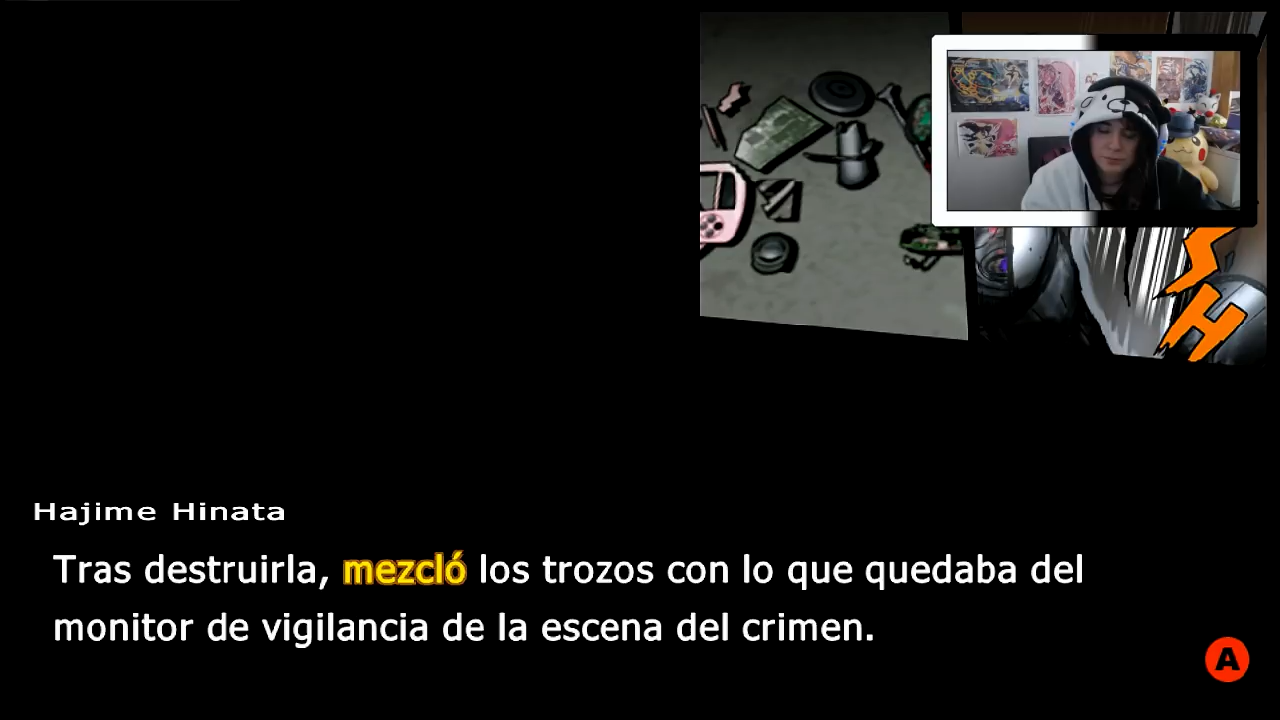 SH
Hajime Hinata
Tras destruirla, mezcló los trozos con lo que quedaba del
monitor de vigilancia de la escena del crimen.
A